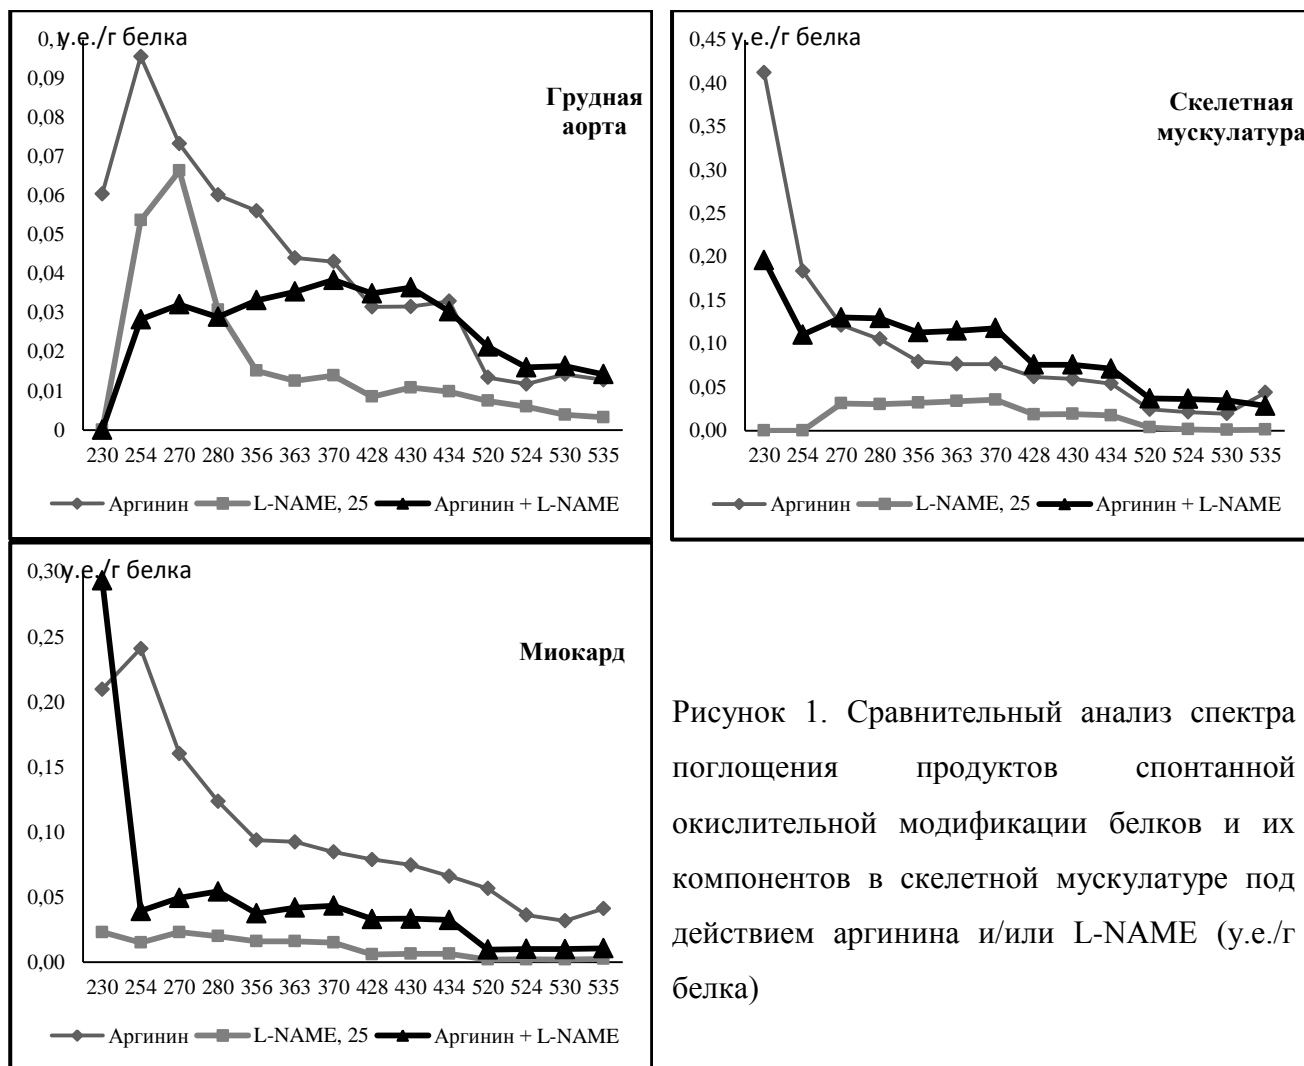 у.е./г белка
0,1
0,09
0,08
0,07
0,06
0,05
0,04
0,03
0,02
0,01
0
Грудная
аорта
230 254 270 280 356 363 370 428 430 434 520 524 530 535
Аргинин L-NAME, 25 Аргинин + L-NAME
у.е./г белка
0,45
0,40
0,35
0,30
0,25
0,20
0,15
0,10
0,05
0,00
Скелетная
мускулатура
230 254 270 280 356 363 370 428 430 434 520 524 530 535
Аргинин L-NAME, 25 Аргинин + L-NAME
у.е./г белка
0,30
0,25
0,20
0,15
0,10
0,05
0,00
Миокард
230 254 270 280 356 363 370 428 430 434 520 524 530 535
Аргинин L-NAME, 25 Аргинин + L-NAME
Рисунок 1. Сравнительный анализ спектра
поглощения продуктов спонтанной
окислительной модификации белков и их
компонентов в скелетной мускулатуре под
действием аргинина и/или L-NAME (у.е./г
белка)